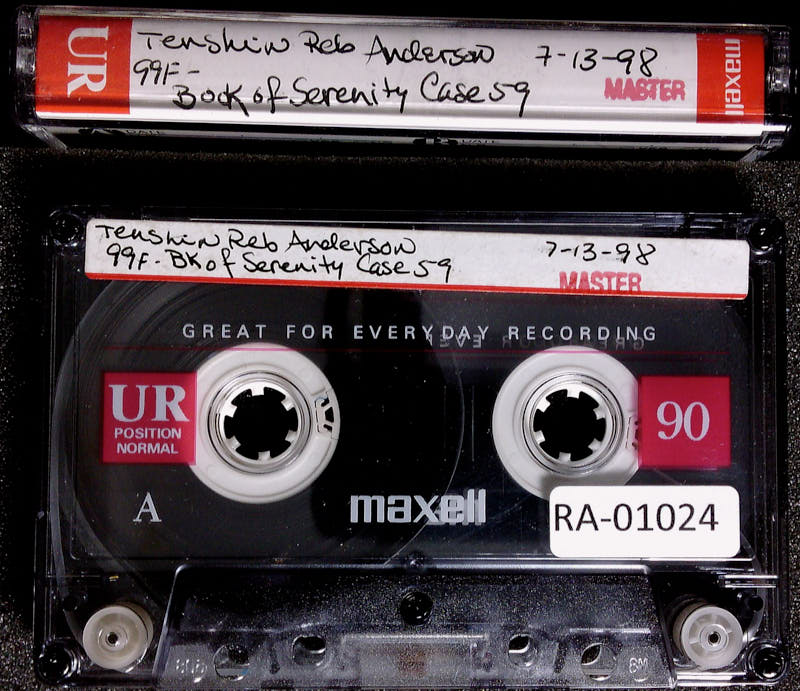 UR
Tenshin Reb Anderson 7-13-98
99F-
Book of Serenity Case 59
MASTER
maxell
Tenshin Reb Anderson 7-13-98
99F-BK of Serenity Case 59
MASTER
GREAT FOR EVERYDAY RECORDING
UR
POSITION
NORMAL
90
A
maxell
RA-01024